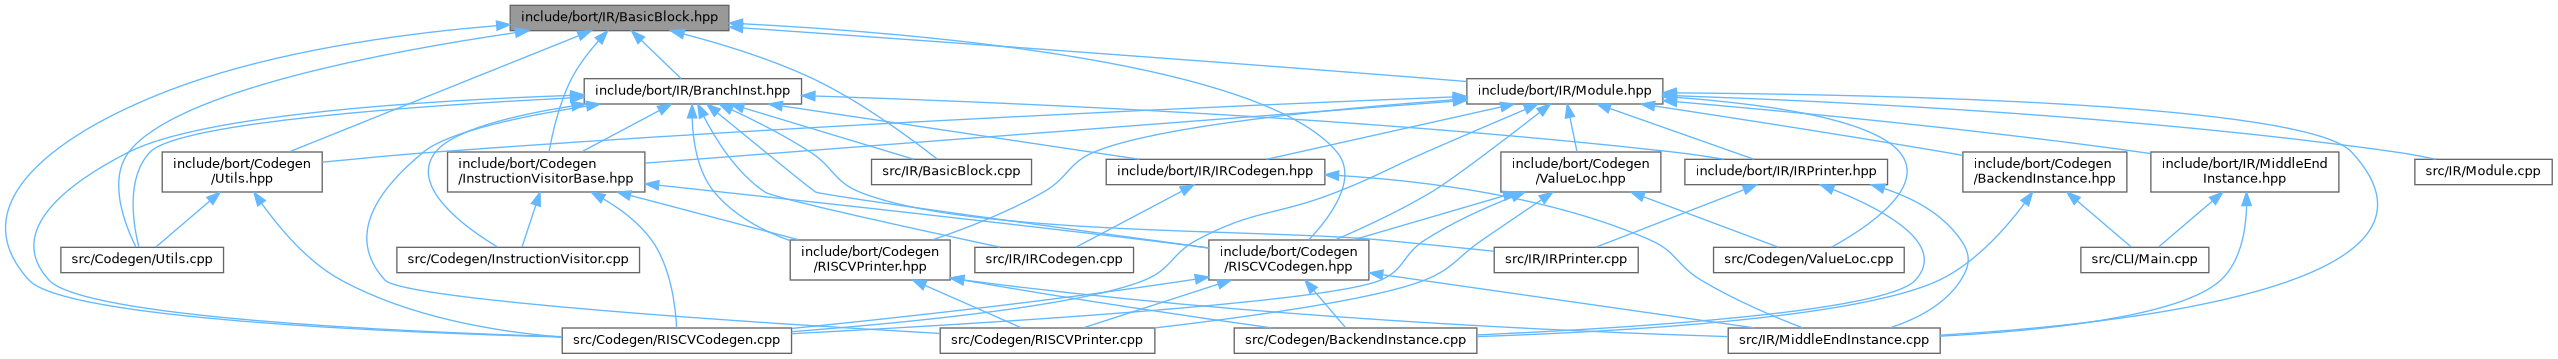 include/bort/IR/BasicBlock.hpp
include/bort/IR/BranchInst.hpp
include/bort/IR/Module.hpp
include/bort/Codegen
/Utils.hpp
include/bort/Codegen
/InstructionVisitorBase.hpp
src/IR/BasicBlock.cpp
include/bort/IR/IRCodegen.hpp
include/bort/Codegen
/ValueLoc.hpp
include/bort/IR/IRPrinter.hpp
include/bort/Codegen
/BackendInstance.hpp
include/bort/IR/MiddleEnd
Instance.hpp
src/IR/Module.cpp
src/Codegen/Utils.cpp
src/Codegen/InstructionVisitor.cpp
include/bort/Codegen
/RISCVPrinter.hpp
src/IR/IRCodegen.cpp
include/bort/Codegen
/RISCVCodegen.hpp
src/IR/IRPrinter.cpp
src/Codegen/ValueLoc.cpp
src/CLI/Main.cpp
src/Codegen/RISCVCodegen.cpp
src/Codegen/RISCVPrinter.cpp
src/Codegen/BackendInstance.cpp
src/IR/MiddleEndInstance.cpp